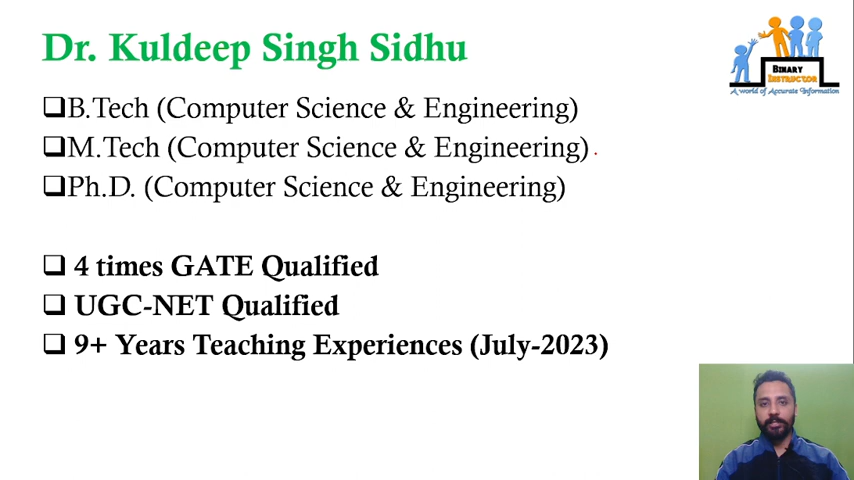 Dr. Kuldeep Singh Sidhu
❑B.Tech (Computer Science & Engineering)
❑M.Tech (Computer Science & Engineering)
❑Ph.D. (Computer Science & Engineering)
❑ 4 times GATE Qualified
❑ UGC-NET Qualified
❑ 9+ Years Teaching Experiences (July-2023)
BINARY
INSTRUCTOR
A world of Accurate Information